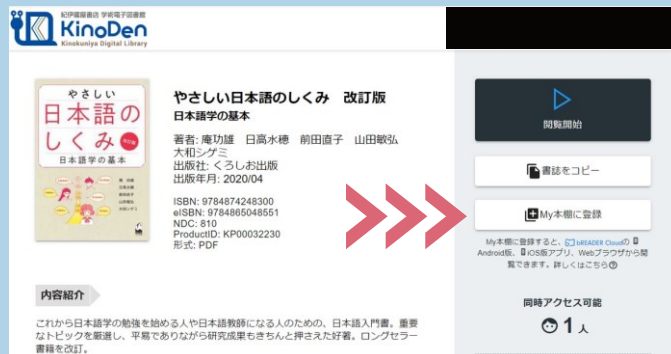 紀伊國屋書店 学術電子図書館
KinoDen
Kinokuniya Digital Library
やさしい
日本語の
しくみ
改訂版
日本語学の基本
やさしい日本語のしくみ 改訂版
日本語学の基本
著者: 庵功雄 日高水穂 前田直子 山田敏弘
大和シゲミ
出版社: くろしお出版
出版年月: 2020/04
ISBN: 9784874248300
eISBN: 9784865048551
NDC: 810
ProductID: KP00032230
形式: PDF
内容紹介
これから日本語学の勉強を始める人や日本語教師になる人のための、日本語入門書。重要
なトピックを厳選し、平易でありながら研究成果もきちんと押さえた好著。ロングセラー
書籍を改訂。
閲覧開始
書誌をコピー
My本棚に登録
My本棚に登録すると、bREADER Cloudの
Android版、iOS版アプリ、Webブラウザから閲
覧できます。詳しくはこちら
同時アクセス可能
1人